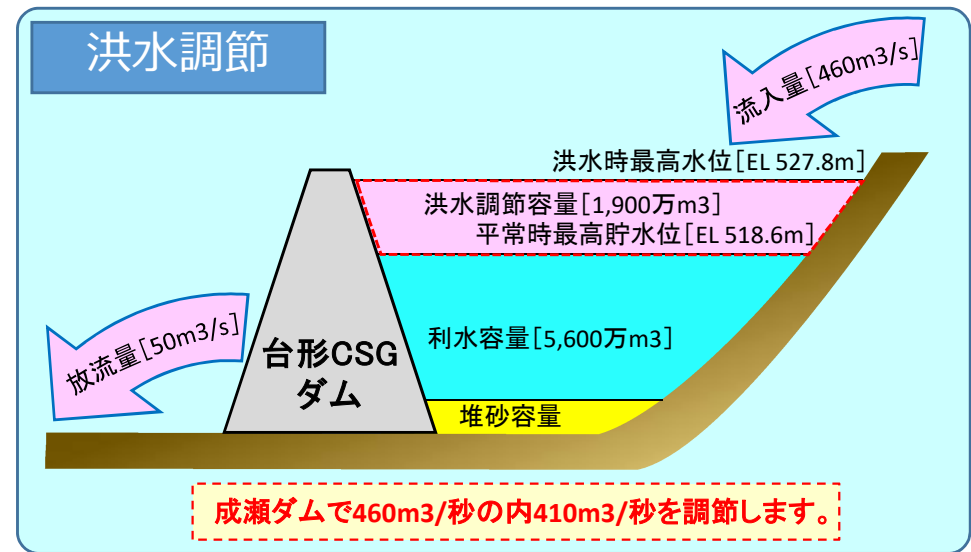 洪水調節
流入量[460m3/s]
洪水時最高水位[EL 527.8m]
洪水調節容量[1,900万m3]
平常時最高貯水位[EL 518.6m]
放流量[50m3/s]
台形CSG
ダム
利水容量[5,600万m3]
堆砂容量
成瀬ダムで460m3/秒の内410m3/秒を調節します。